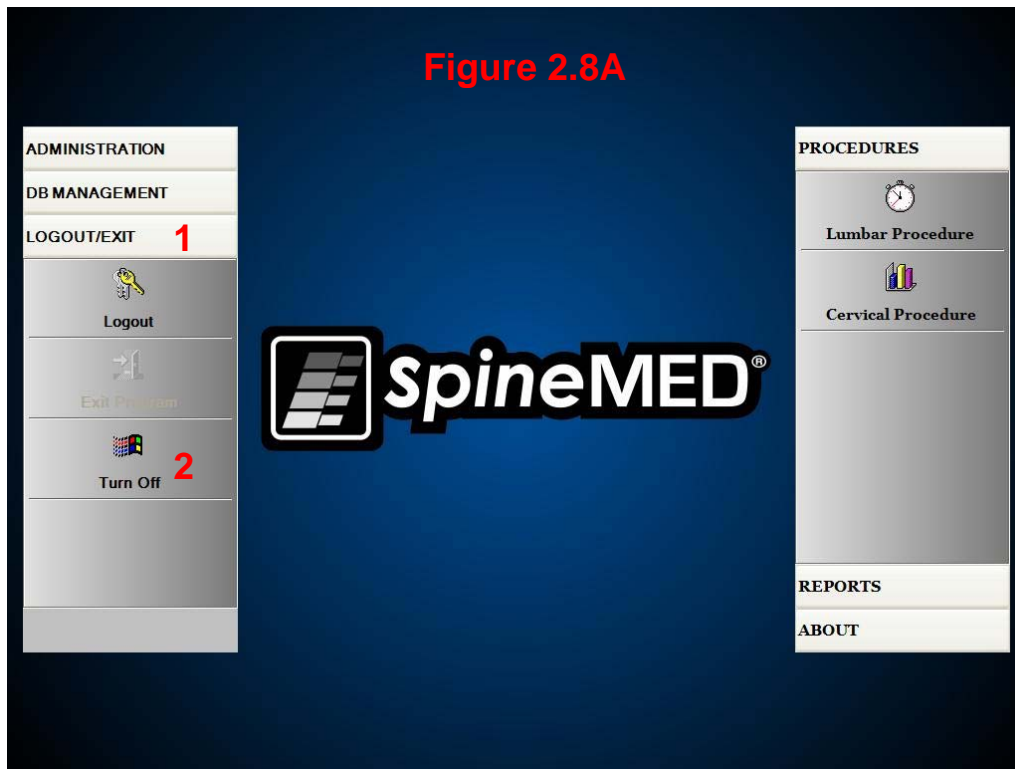 Figure 2.8A
ADMINISTRATION
DB MANAGEMENT
LOGOUT/EXIT 1
Logout
Exit Program
Turn Off 2
SpineMED®
PROCEDURES
Lumbar Procedure
Cervical Procedure
REPORTS
ABOUT